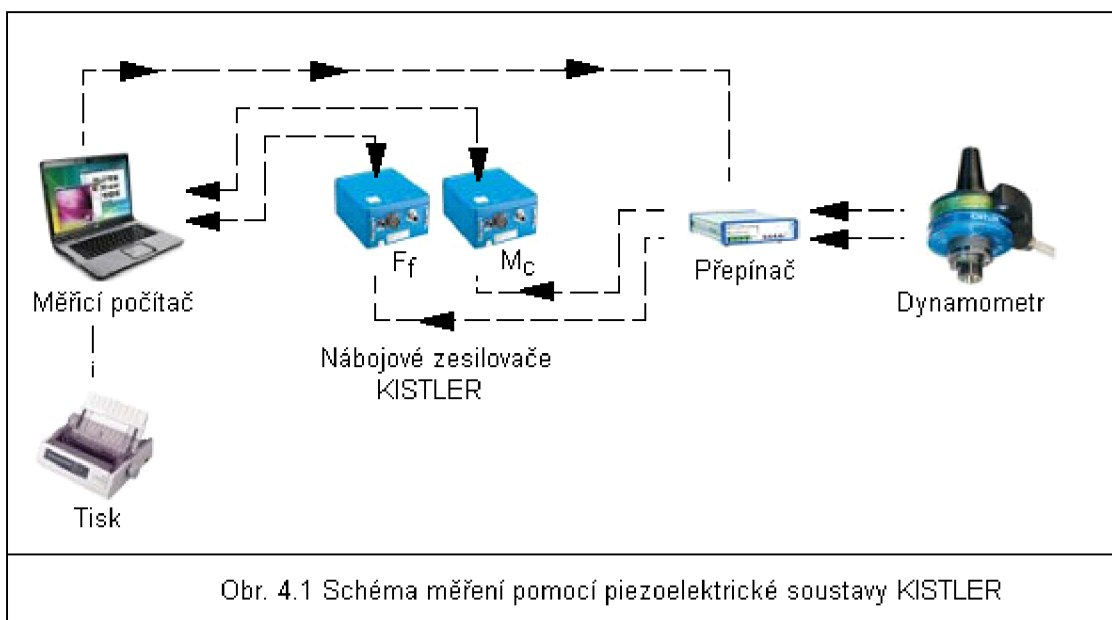 Ff
Mc
Přepínač
Dynamometr
Měřicí počítač
Nábojové zesilovače
KISTLER
Tisk
Obr. 4.1 Schéma měření pomocí piezoelektrické soustavy KISTLER